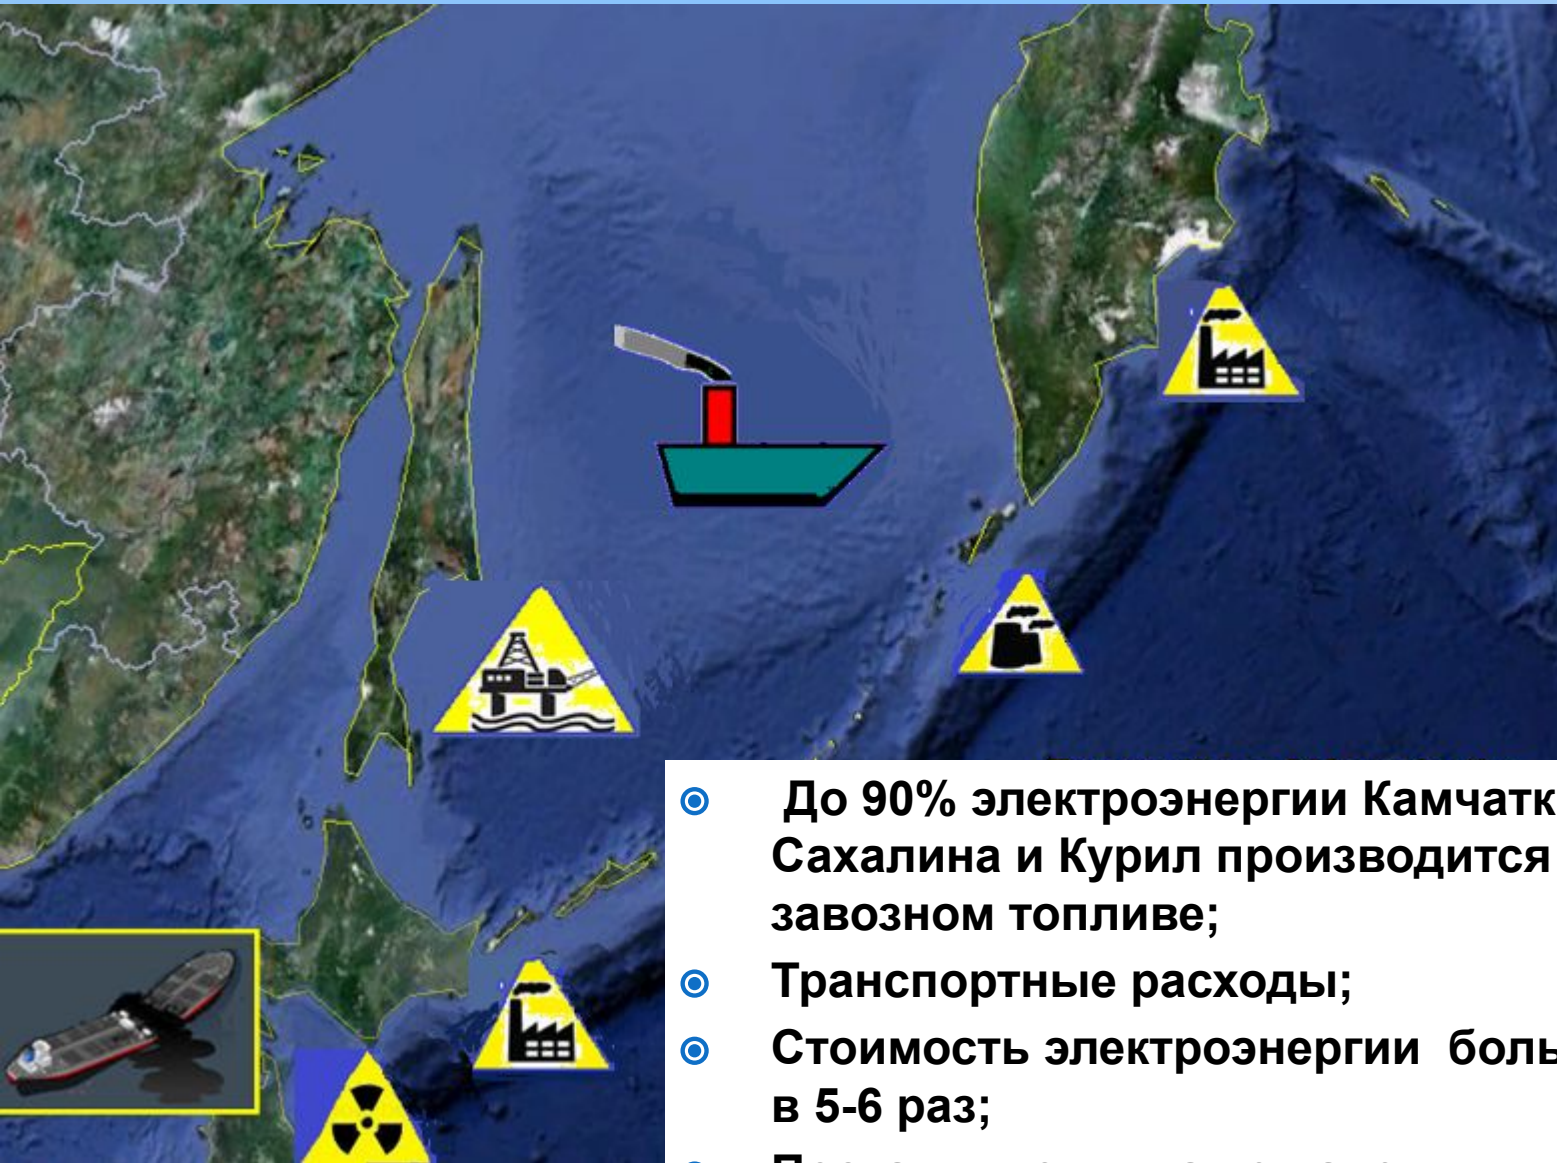 До 90% электроэнергии Камчатк
Сахалина и Курил производится
завозном топливе;
Транспортные расходы;
Стоимость электроэнергии боль
в 5-6 раз;